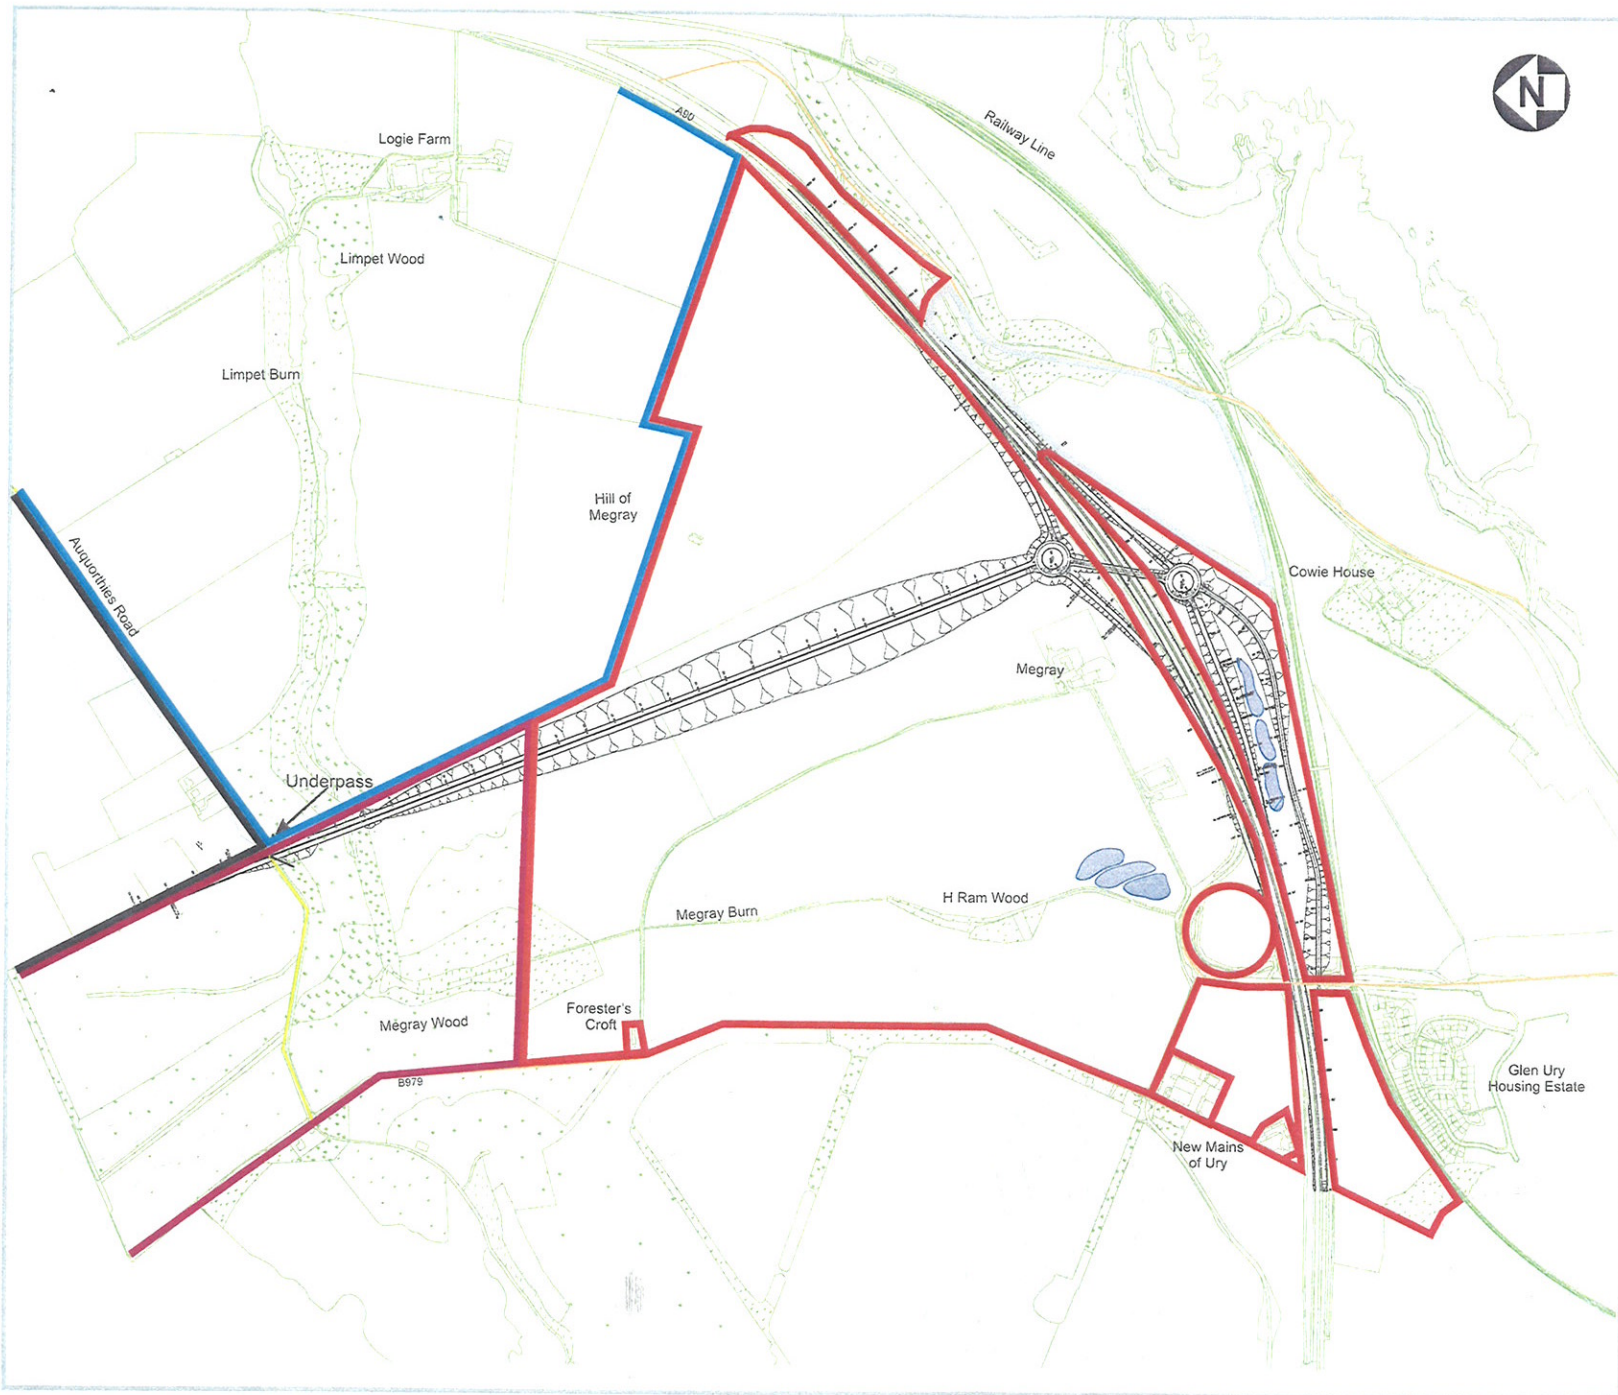 N
A90
Railway Line
Logie Farm
Limpet Wood
Limpet Burn
Hill of
Megray
Auquorthies Road
Cowie House
Megray
Underpass
H Ram Wood
Megray Burn
Forester's
Croft
Megray Wood
B979
Glen Ury
Housing Estate
New Mains
of Ury